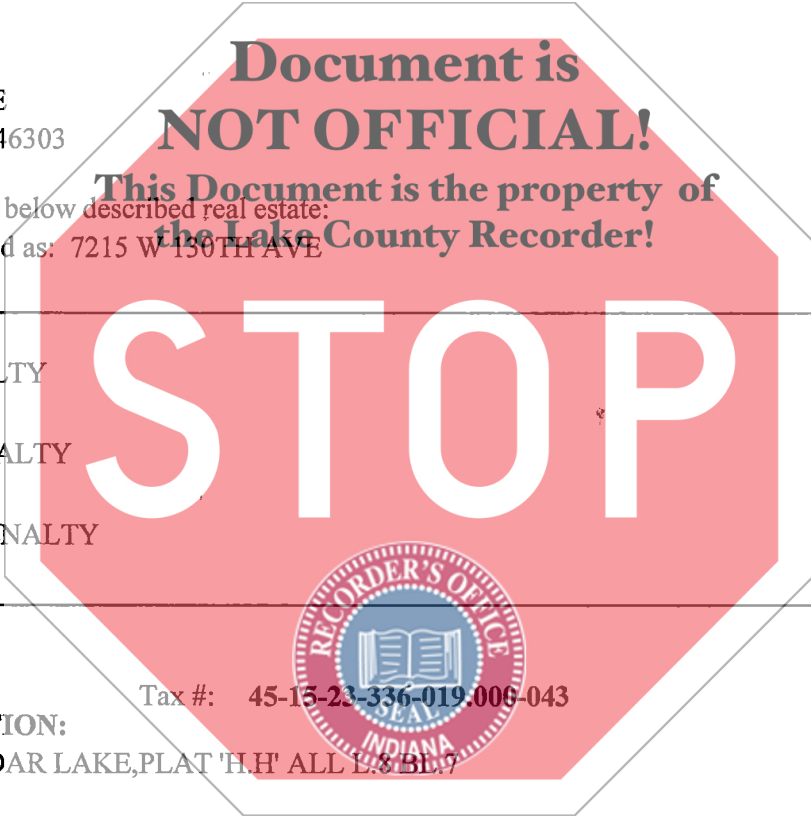 Document is
E
NOT OFFICIAL!
46303
This Document is the property of
below described real estate:
the Lake County Recorder!
d as: 7215 W 130TH AVE
STOP
LTY
ALTY
NALTY
RECORDER'S OFFICE
SEAL
INDIANA
Tax #: 45-15-23-336-019.000-043
TION:
DAR LAKE,PLAT 'H.H' ALL L.8 BL.7